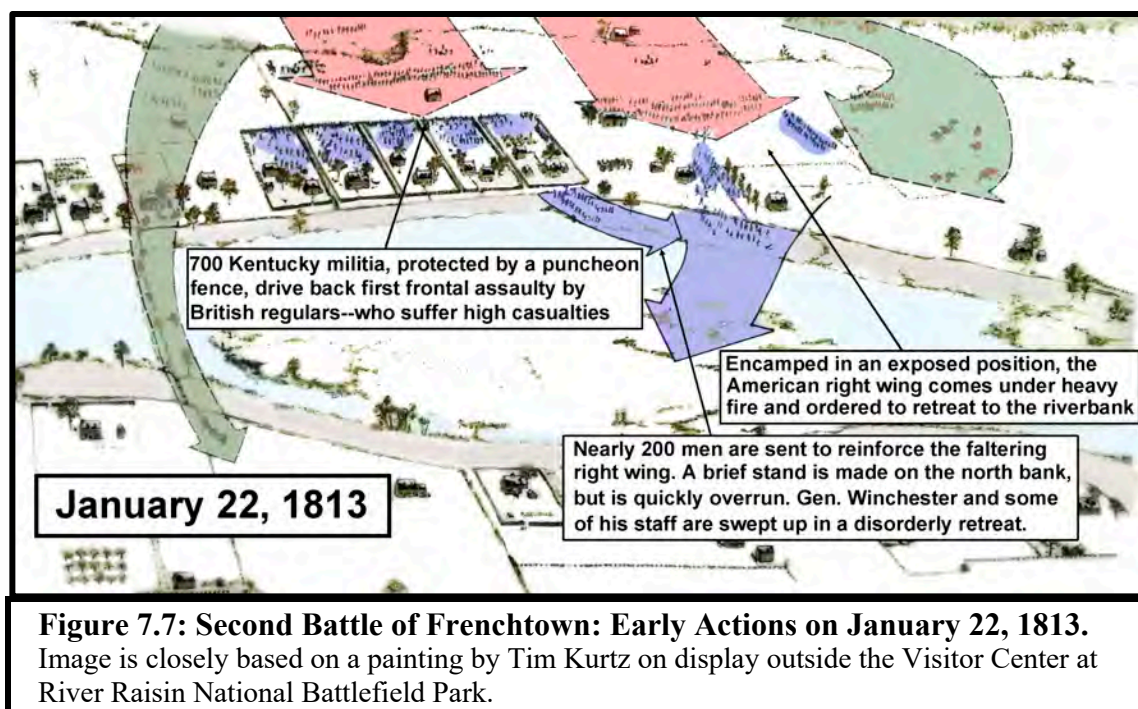 700 Kentucky militia, protected by a puncheon
fence, drive back first frontal assaulty by
British regulars--who suffer high casualties
Encamped in an exposed position, the
American right wing comes under heavy
fire and ordered to retreat to the riverbank
Nearly 200 men are sent to reinforce the faltering
right wing. A brief stand is made on the north bank,
but is quickly overrun. Gen. Winchester and some
of his staff are swept up in a disorderly retreat.
January 22, 1813
Figure 7.7: Second Battle of Frenchtown: Early Actions on January 22, 1813.
Image is closely based on a painting by Tim Kurtz on display outside the Visitor Center at
River Raisin National Battlefield Park.